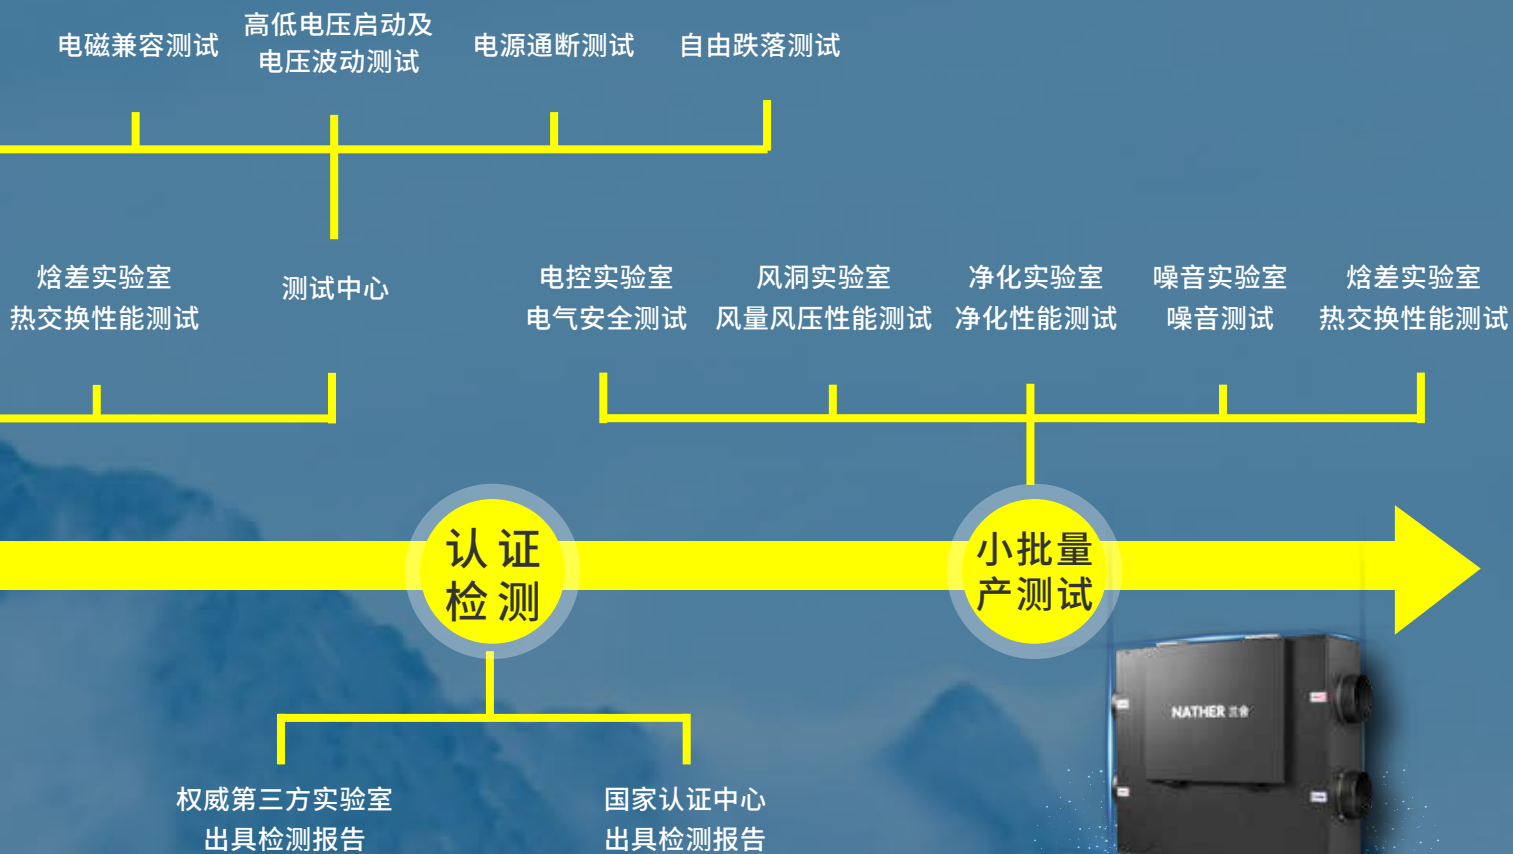 电磁兼容测试
高低电压启动及
电压波动测试
电源通断测试
自由跌落测试
焓差实验室
热交换性能测试
测试中心
电控实验室
电气安全测试
风洞实验室
风量风压性能测试
净化实验室
净化性能测试
噪音实验室
噪音测试
焓差实验室
热交换性能测试
认证
检测
小批量
产测试
权威第三方实验室
出具检测报告
国家认证中心
出具检测报告
NATHER 兰舍